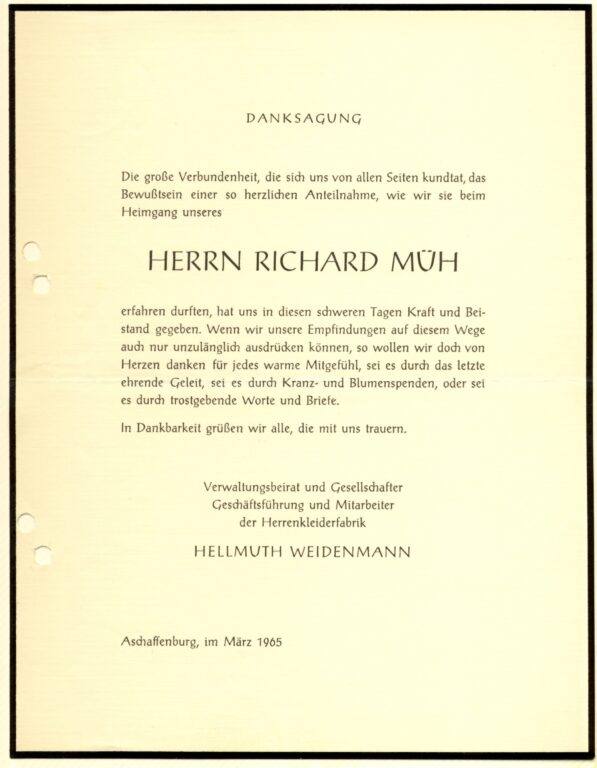 DANKSAGUNG
Die große Verbundenheit, die sich uns von allen Seiten kundtat, das
Bewußtsein einer so herzlichen Anteilnahme, wie wir sie beim
Heimgang unseres
HERRN RICHARD MÜH
erfahren durften, hat uns in diesen schweren Tagen Kraft und Bei-
stand gegeben. Wenn wir unsere Empfindungen auf diesem Wege
auch nur unzulänglich ausdrücken können, so wollen wir doch von
Herzen danken für jedes warme Mitgefühl, sei es durch das letzte
ehrende Geleit, sei es durch Kranz- und Blumenspenden, oder sei
es durch trostgebende Worte und Briefe.
In Dankbarkeit grüßen wir alle, die mit uns trauern.
Verwaltungsbeirat und Gesellschafter
Geschäftsführung und Mitarbeiter
der Herrenkleiderfabrik
HELLMUTH WEIDENMANN
Aschaffenburg, im März 1965